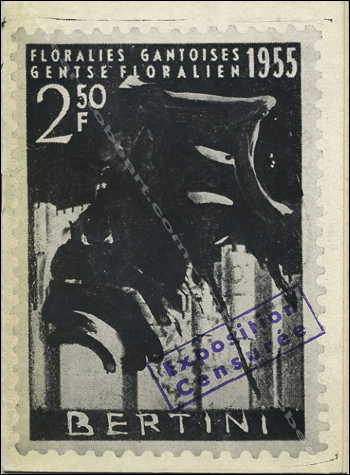 FLORALIES GANTOISES 1955
GENTSE FLORALIEN
2 50
F
Exposition
Censurée
BERTINI